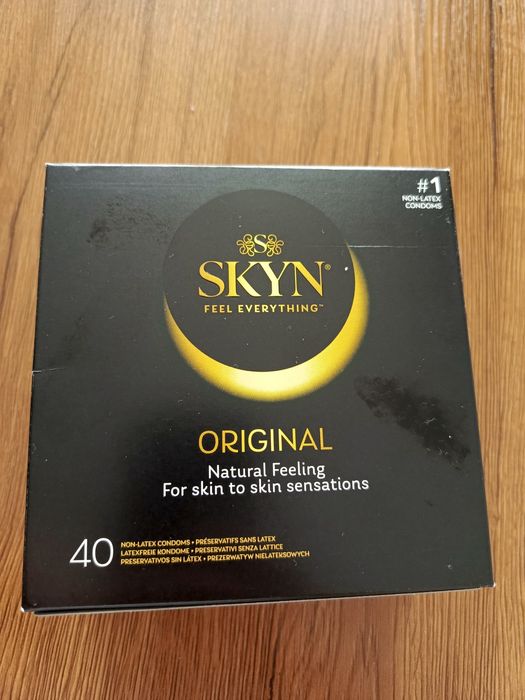 #1
NON-LATEX
CONDOMS
S
SKYN®
FEEL EVERYTHING™
ORIGINAL
Natural Feeling
For skin to skin sensations
40
NON-LATEX CONDOMS • PRÉSERVATIFS SANS LATEX
LATEXFREIE KONDOME • PRESERVATIVI SENZA LATTICE
PRESERVATIVOS SIN LÁTEX • PREZERWATYW NIELATEKSOWYCH